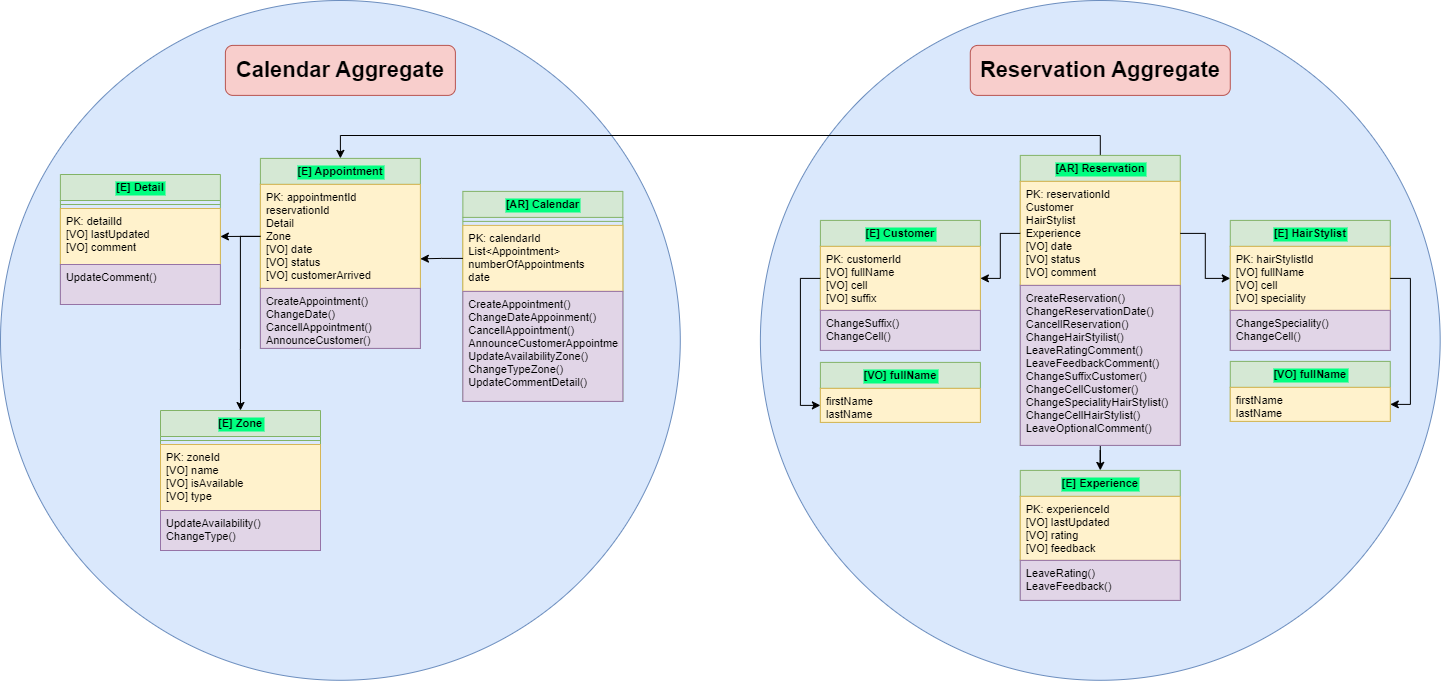 Calendar Aggregate
[E] Detail
PK: detailId
[VO] lastUpdated
[VO] comment
UpdateComment()
[E] Appointment
PK: appointmentId
reservationId
Detail
Zone
[VO] date
[VO] status
[VO] customerArrived
CreateAppointment()
ChangeDate()
CancellAppointment()
AnnounceCustomer()
[AR] Calendar
PK: calendarId
List<Appointment>
numberOfAppointments
date
CreateAppointment()
ChangeDateAppoinment()
CancellAppointment()
AnnounceCustomerAppointme
UpdateAvailabilityZone()
ChangeTypeZone()
UpdateCommentDetail()
[E] Zone
PK: zoneId
[VO] name
[VO] isAvailable
[VO] type
UpdateAvailability()
ChangeType()
Reservation Aggregate
[AR] Reservation
PK: reservationId
Customer
HairStylist
Experience
[VO] date
[VO] status
[VO] comment
CreateReservation()
ChangeReservationDate()
CancellReservation()
ChangeHairStyilist()
LeaveRatingComment()
LeaveFeedbackComment()
ChangeSuffixCustomer()
ChangeCellCustomer()
ChangeSpecialityHairStylist()
ChangeCellHairStylist()
LeaveOptionalComment()
[E] Customer
PK: customerId
[VO] fullName
[VO] cell
[VO] suffix
ChangeSuffix()
ChangeCell()
[VO] fullName
firstName
lastName
[E] HairStylist
PK: hairStylistId
[VO] fullName
[VO] cell
[VO] speciality
ChangeSpeciality()
ChangeCell()
[VO] fullName
firstName
lastName
[E] Experience
PK: experienceId
[VO] lastUpdated
[VO] rating
[VO] feedback
LeaveRating()
LeaveFeedback()